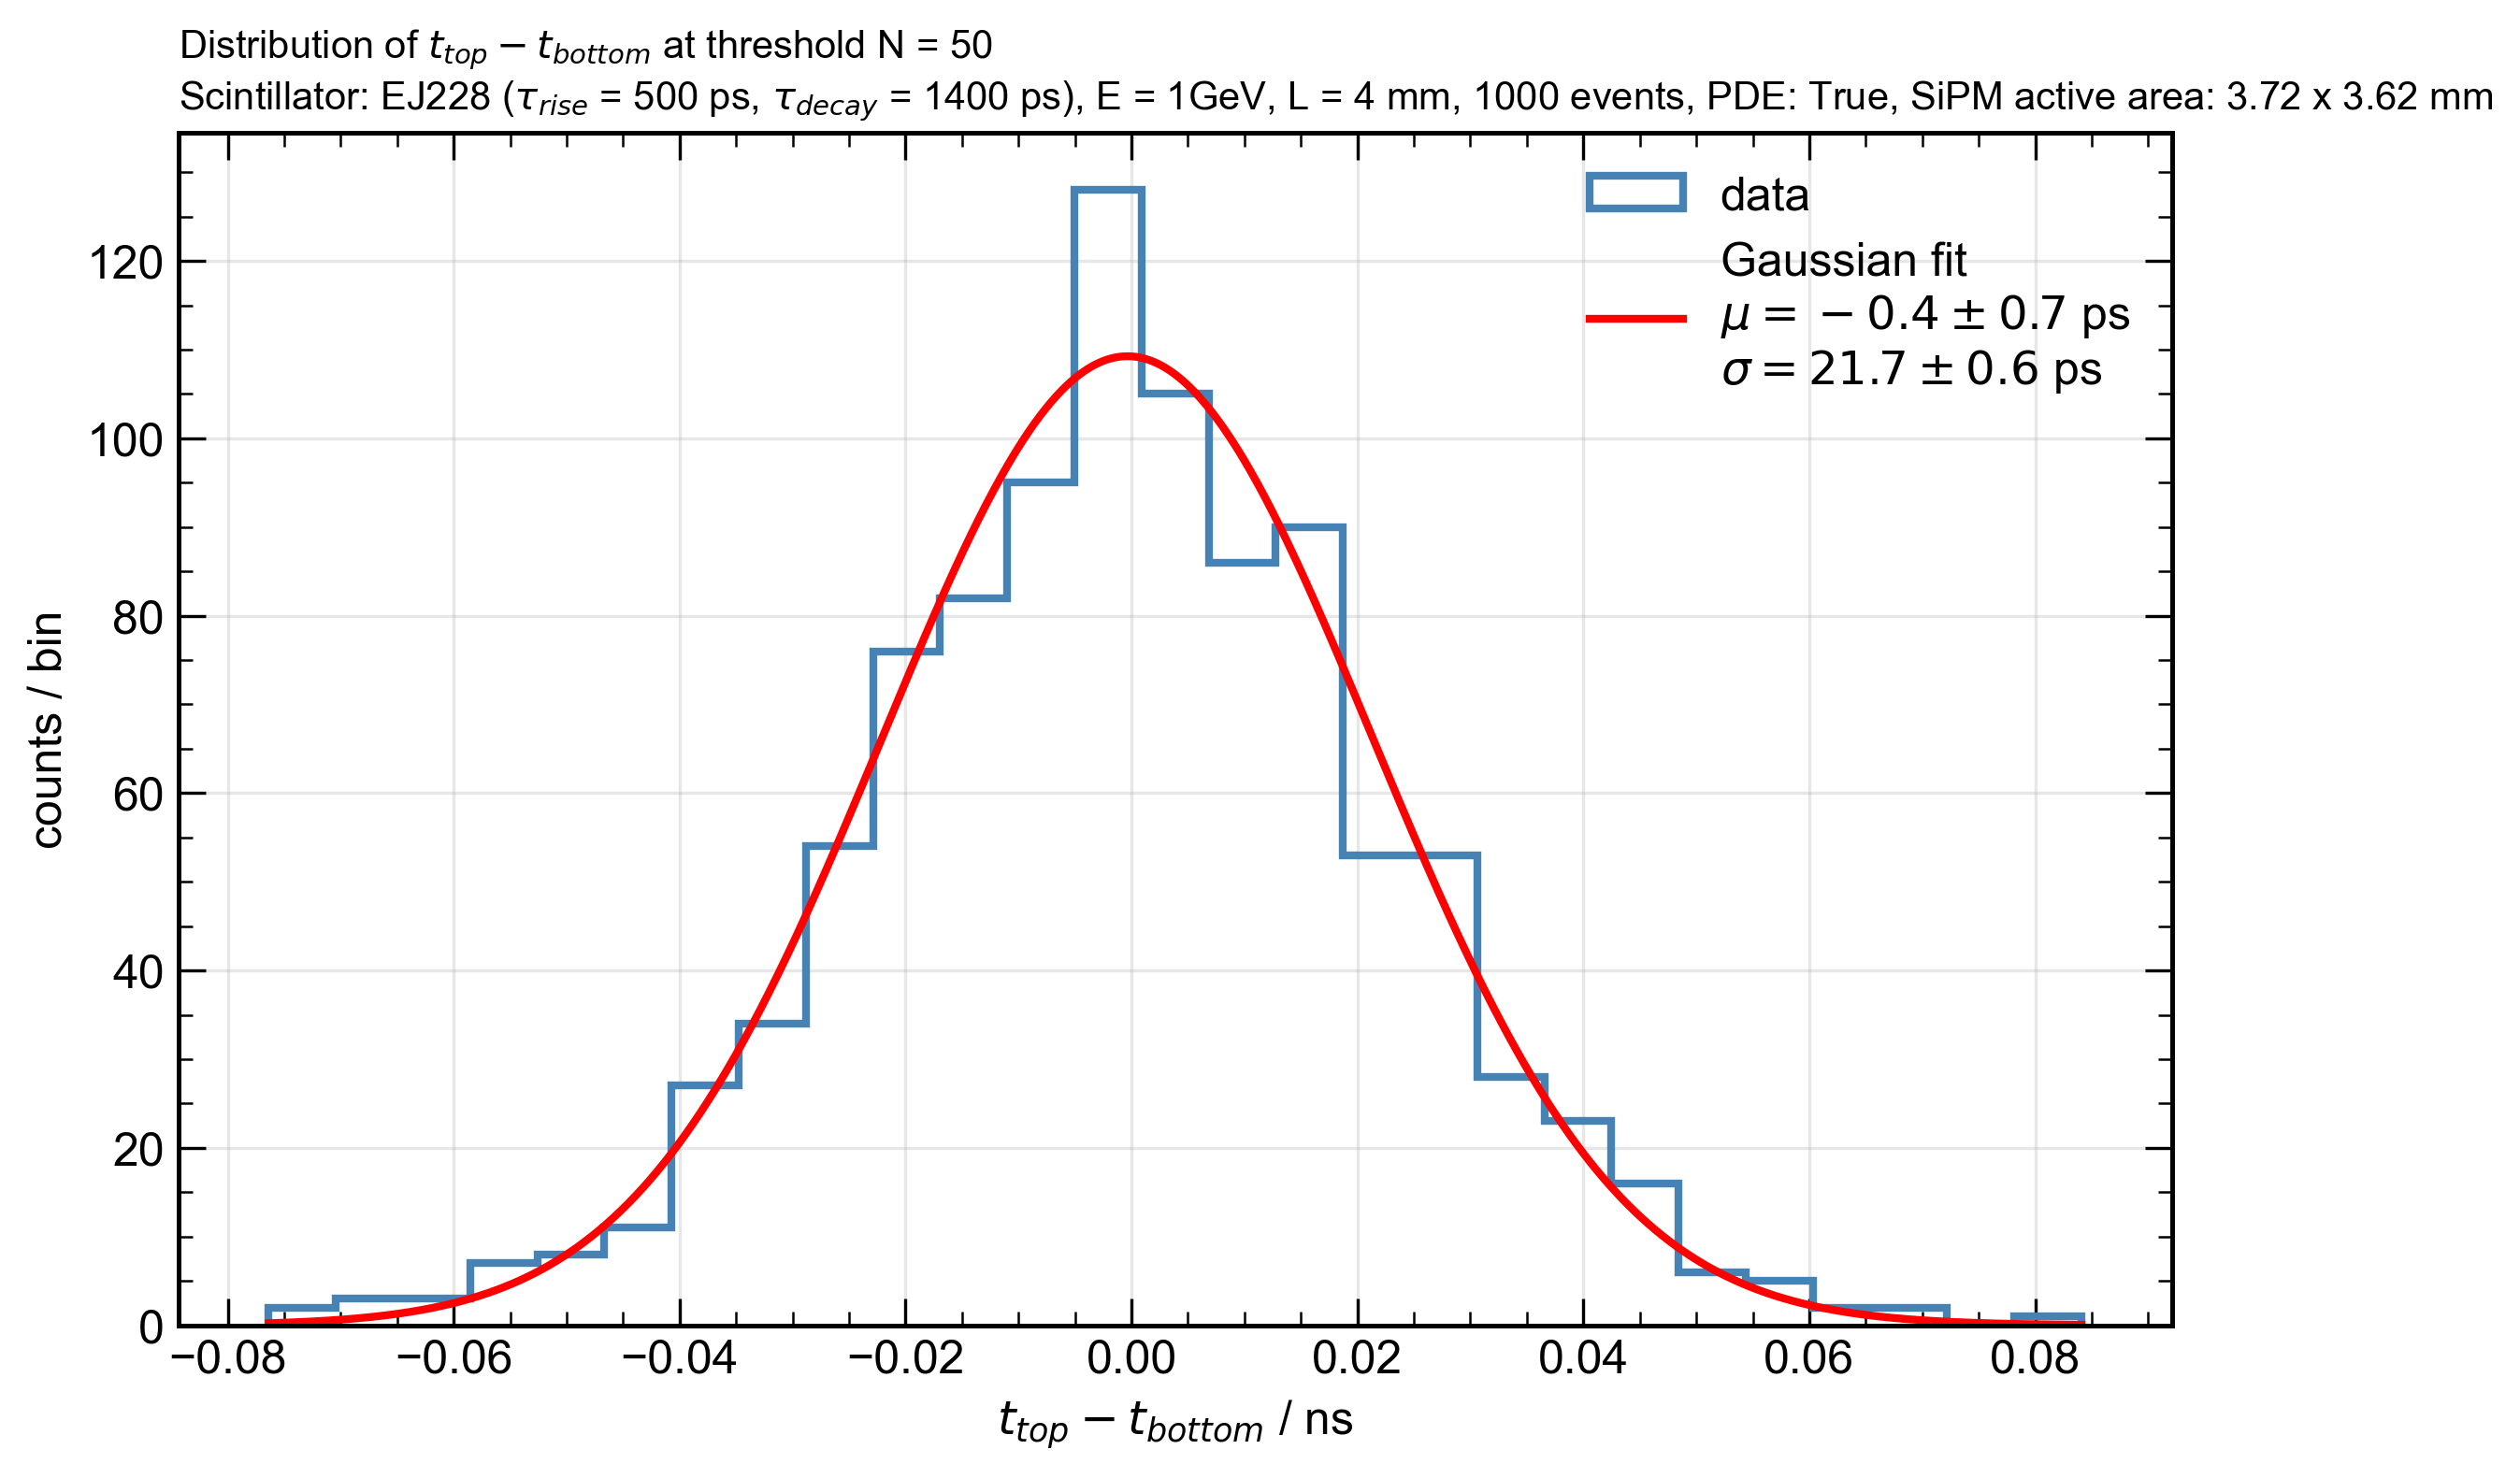 Distribution of t_top − t_bottom at threshold N = 50
Scintillator: EJ228 (τ_rise = 500 ps, τ_decay = 1400 ps), E = 1GeV, L = 4 mm, 1000 events, PDE: True, SiPM active area: 3.72 x 3.62 mm
data
Gaussian fit
μ = −0.4 ± 0.7 ps
σ = 21.7 ± 0.6 ps
counts / bin
120
100
80
60
40
20
0
−0.08 −0.06 −0.04 −0.02 0.00 0.02 0.04 0.06 0.08
t_top − t_bottom / ns